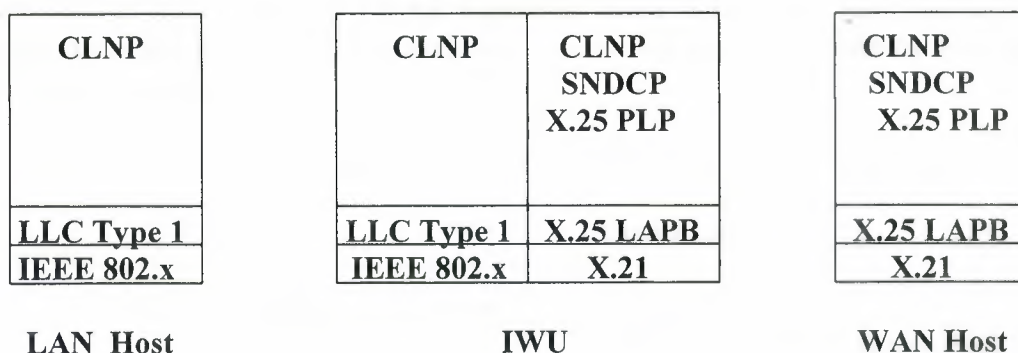 CLNP
LLC Type 1
IEEE 802.x
LAN Host
CLNP
LLC Type 1
IEEE 802.x
CLNP
SNDCP
X.25 PLP
X.25 LAPB
X.21
IWU
CLNP
SNDCP
X.25 PLP
X.25 LAPB
X.21
WAN Host